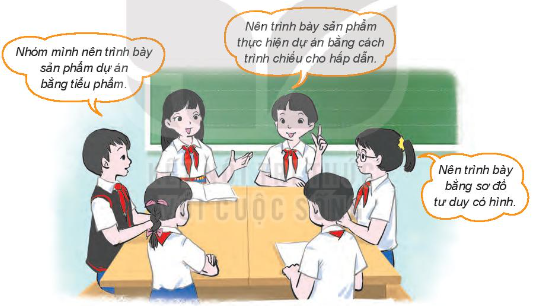 Nhóm mình nên trình bày
sản phẩm dự án
bằng tiểu phẩm.
Nên trình bày sản phẩm
thực hiện dự án bằng cách
trình chiếu cho hấp dẫn.
Nên trình bày
bằng sơ đồ
tư duy có hình.
CUỘC